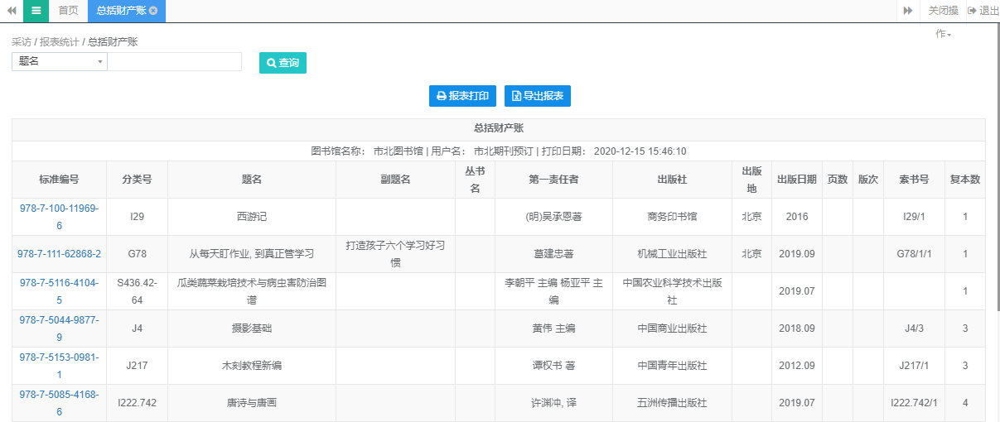 首页 总括财产账 关闭操作 退出
采访 / 报表统计 / 总括财产账
题名 查询
报表打印 导出报表
总括财产账
图书馆名称: 市北图书馆 | 用户名: 市北期刊预订 | 打印日期: 2020-12-15 15:46:10
标准编号 分类号 题名 副题名 丛书名 第一责任者 出版社 出版地 出版日期 页数 版次 索书号 复本数
978-7-100-11969-6 I29 西游记 (明)吴承恩著 商务印书馆 北京 2016 I29/1 1
978-7-111-62868-2 G78 从每天盯作业, 到真正管学习 打造孩子六个学习好习惯 墓建忠著 机械工业出版社 北京 2019.09 G78/1/1 1
978-7-5116-4104-5 S436.42-64 瓜类蔬菜栽培技术与病虫害防治图谱 李朝平 主编 杨亚平 主编 中国农业科学技术出版社 2019.07 1
978-7-5044-9877-9 J4 摄影基础 黄伟 主编 中国商业出版社 2018.09 J4/3 3
978-7-5153-0981-1 J217 木刻教程新编 谭权书 著 中国青年出版社 2012.09 J217/1 3
978-7-5085-4168-6 I222.742 唐诗与唐画 许渊冲, 译 五洲传播出版社 2019.07 I222.742/1 4